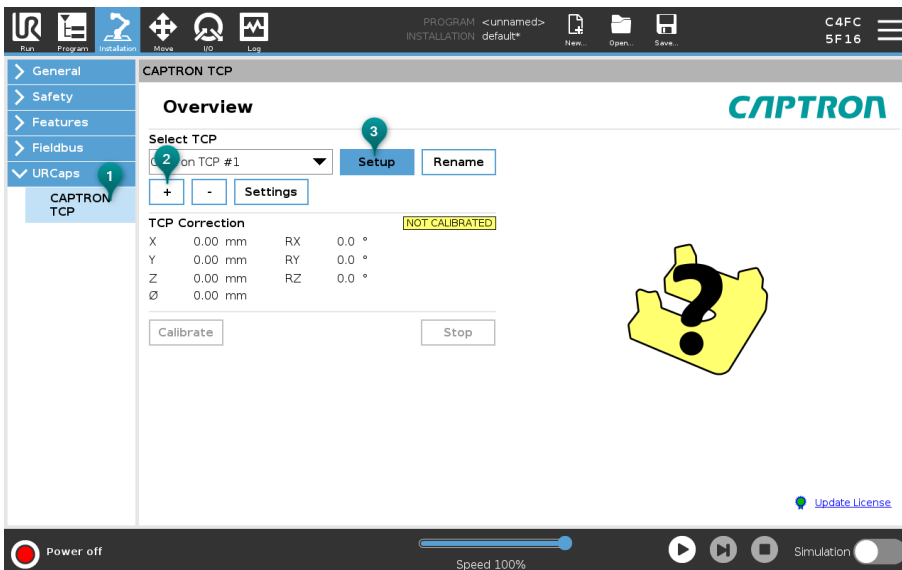 PROGRAM <unnamed>
INSTALLATION default*
C4FC
5F16
Run Program Installation Move I/O Log New... Open... Save...
General
Safety
Features
Fieldbus
URCaps
CAPTRON
TCP
1
CAPTRON TCP
Overview
CAPTRON
Select TCP
3
on TCP #1
2
Setup
Rename
+
-
Settings
TCP Correction
NOT CALIBRATED
X 0.00 mm RX 0.0 °
Y 0.00 mm RY 0.0 °
Z 0.00 mm RZ 0.0 °
Ø 0.00 mm
Calibrate
Stop
?
Update License
Power off
Speed 100%
Simulation